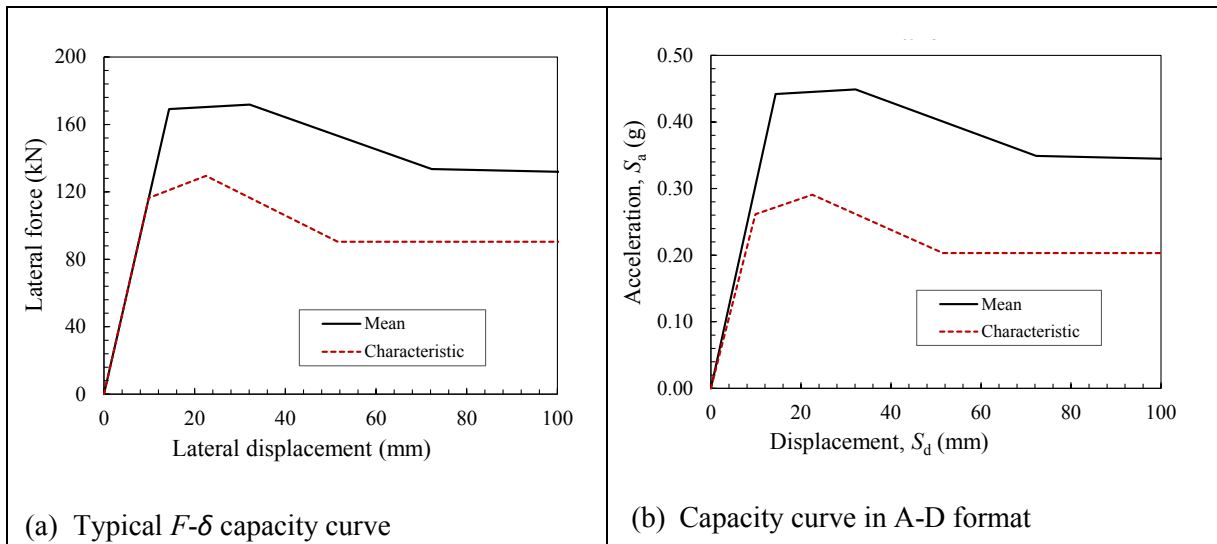 200
160
120
80
40
0
Lateral force (kN)
Mean
Characteristic
0 20 40 60 80 100
Lateral displacement (mm)
(a) Typical F-δ capacity curve
0.50
0.40
0.30
0.20
0.10
0.00
Acceleration, Sa (g)
Mean
Characteristic
0 20 40 60 80 100
Displacement, Sd (mm)
(b) Capacity curve in A-D format